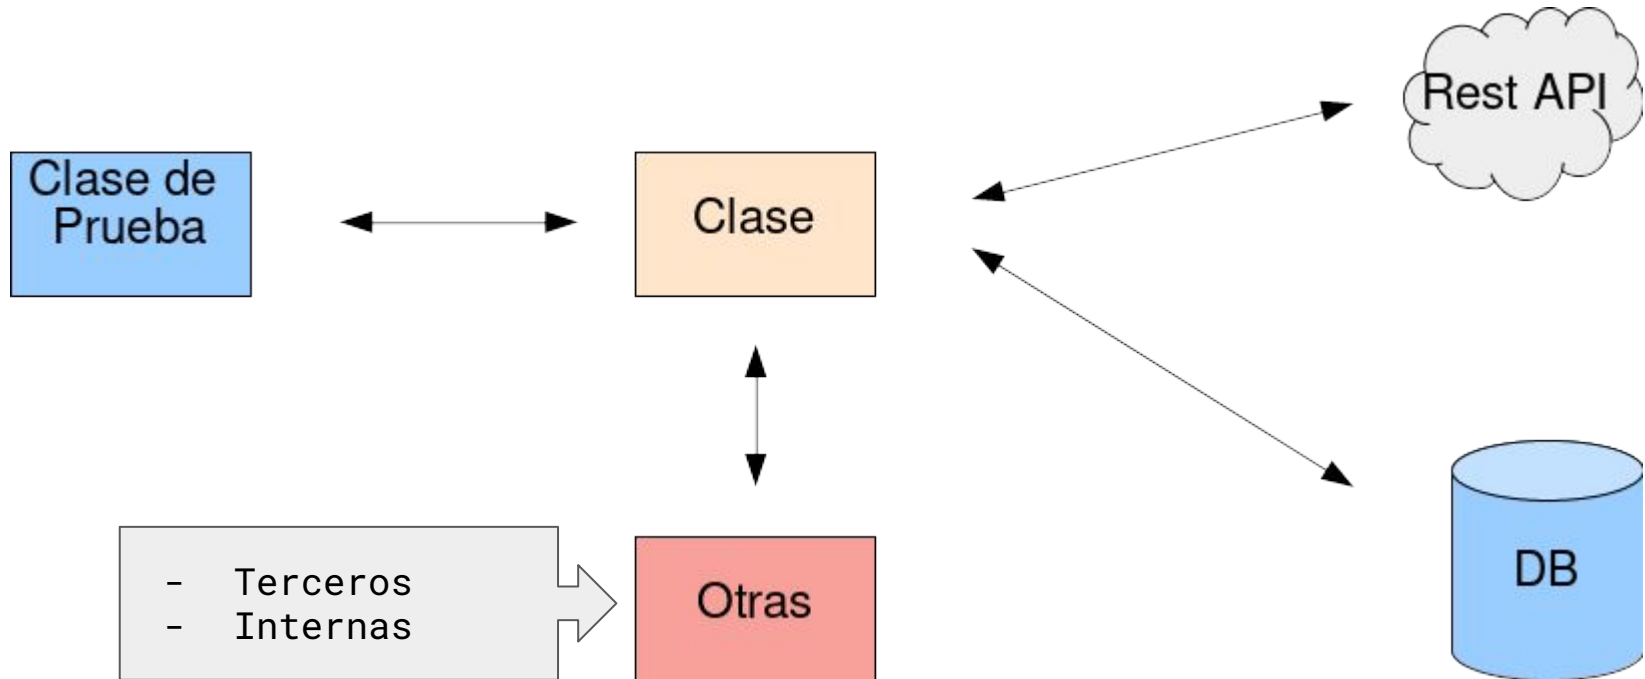 Rest API
Clase de
Prueba
Clase
- Terceros
- Internas
Otras
DB